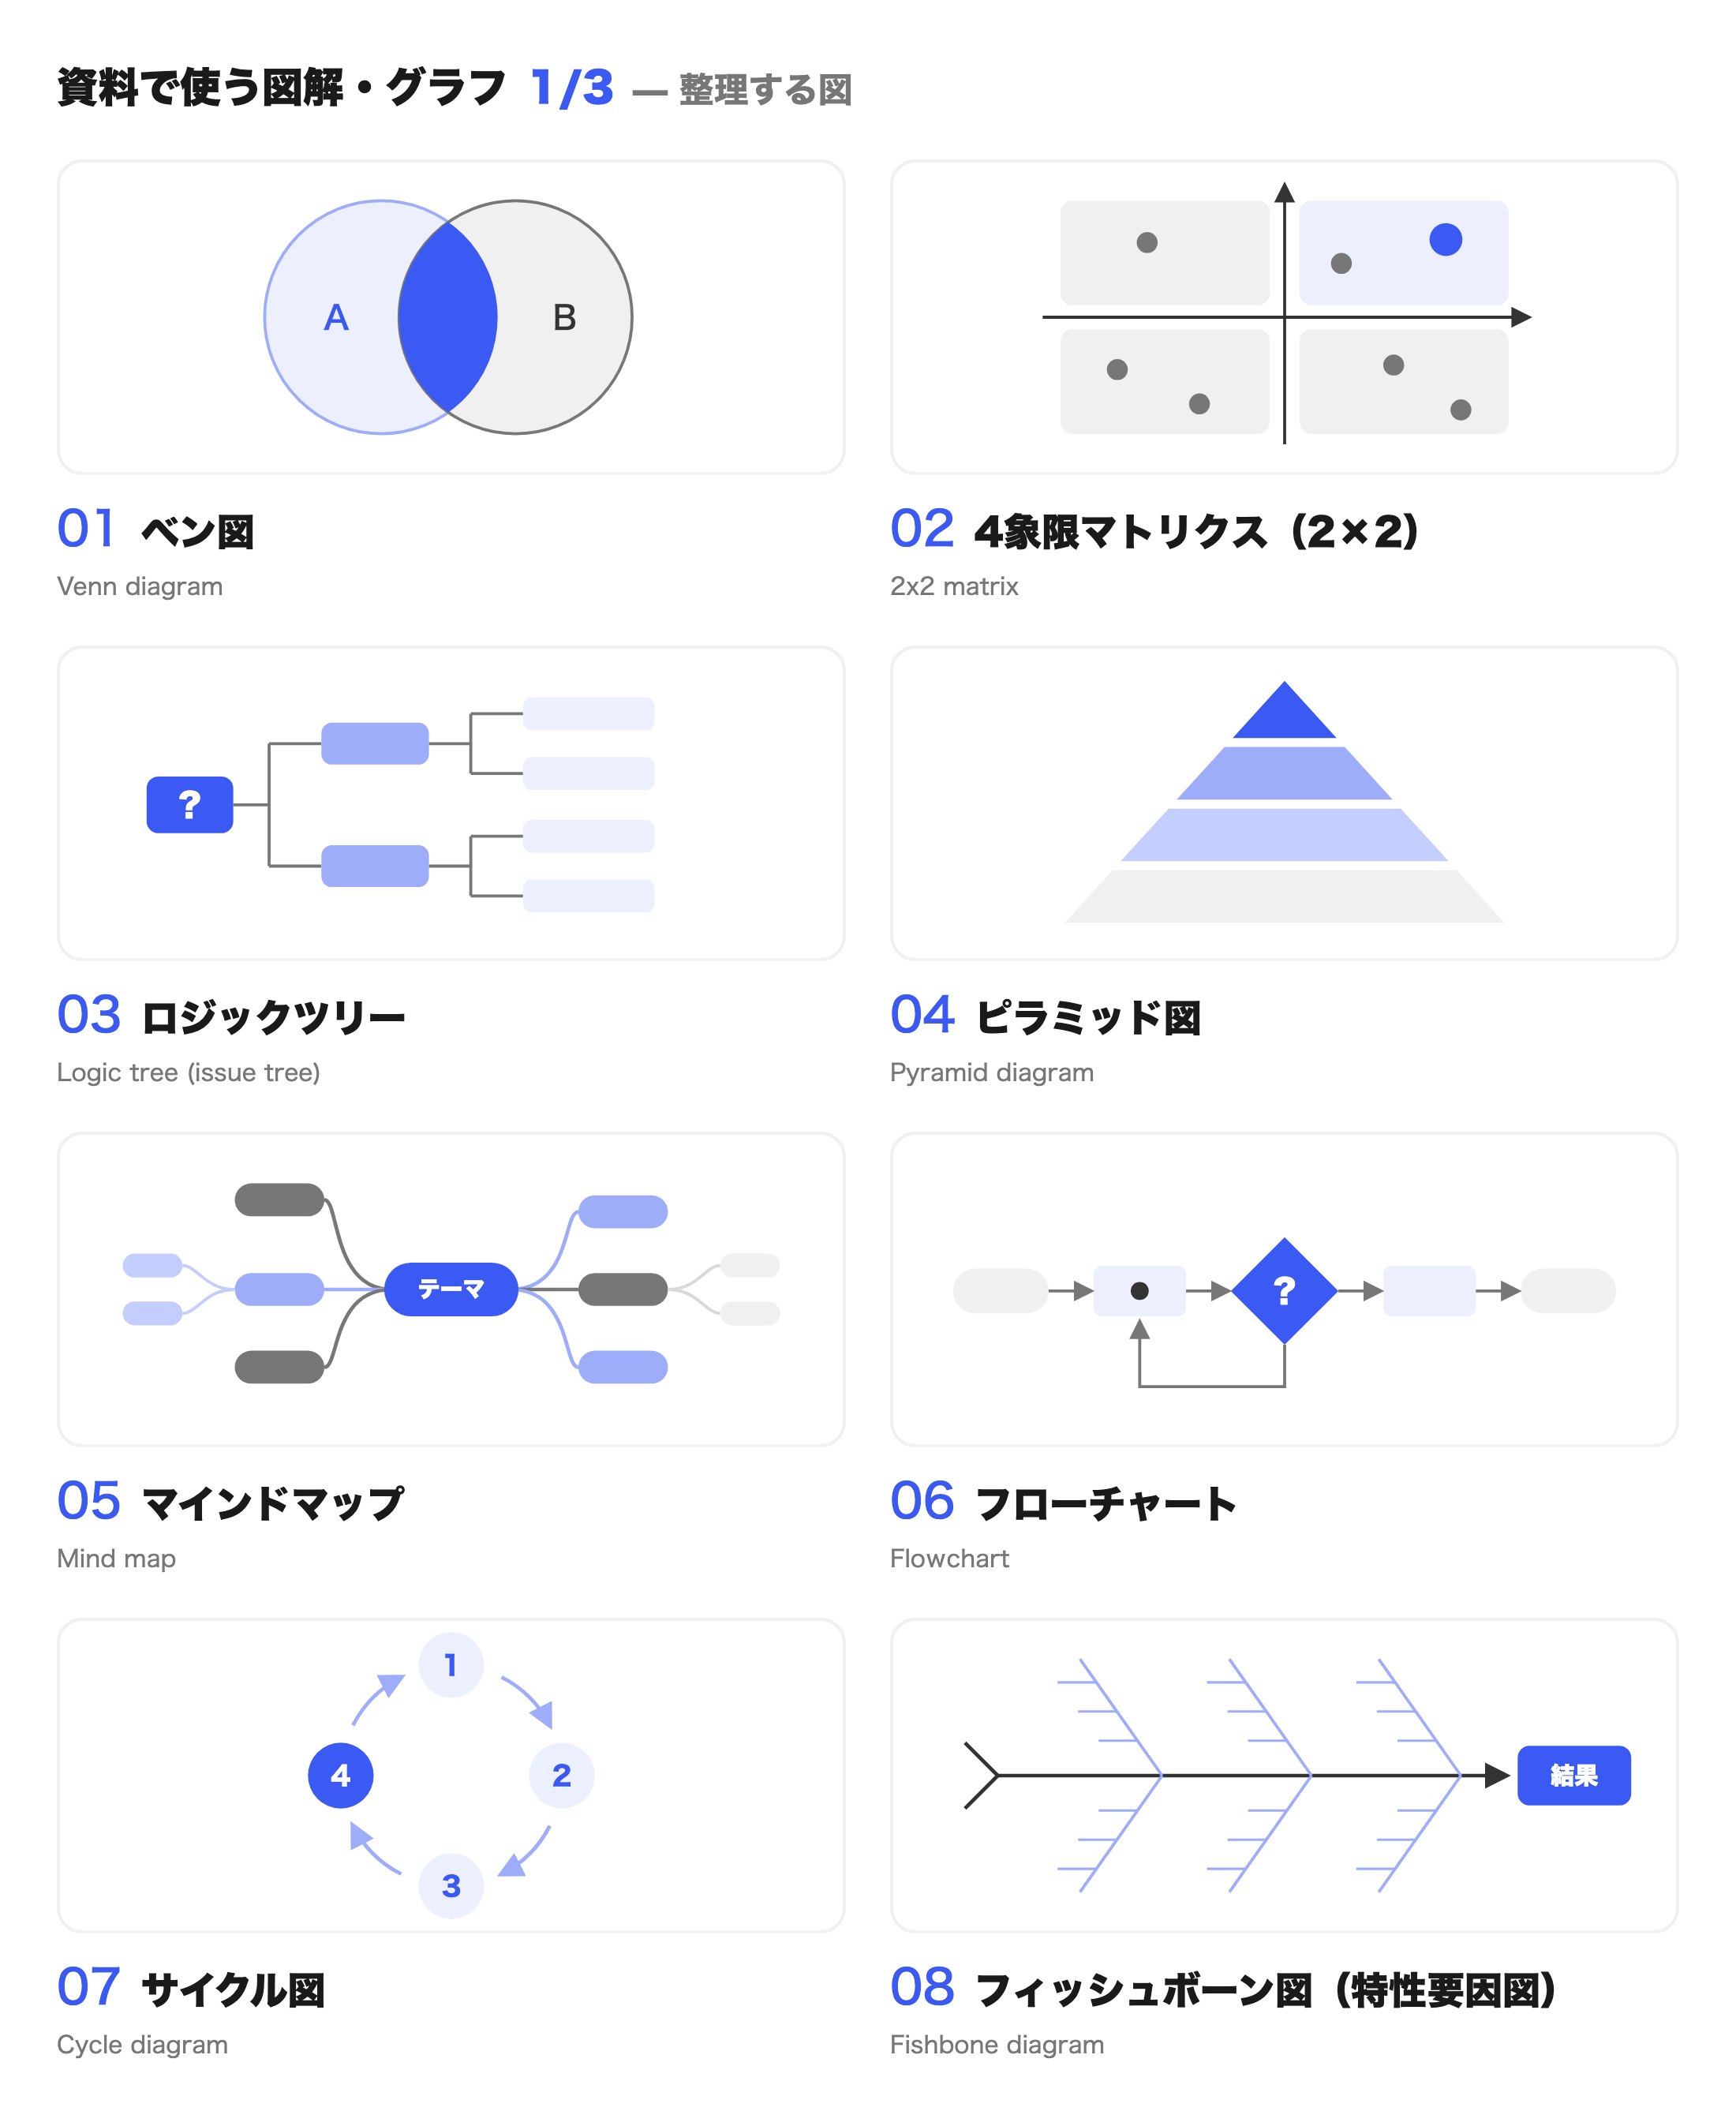 資料で使う図解・グラフ 1/3 — 整理する図
A
B
01 ベン図
Venn diagram
02 4象限マトリクス（2×2）
2x2 matrix
?
03 ロジックツリー
Logic tree (issue tree)
04 ピラミッド図
Pyramid diagram
テーマ
05 マインドマップ
Mind map
?
06 フローチャート
Flowchart
1
2
3
4
07 サイクル図
Cycle diagram
結果
08 フィッシュボーン図（特性要因図）
Fishbone diagram